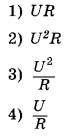 1) UR
2) U²R
3) U²/R
4) U/R